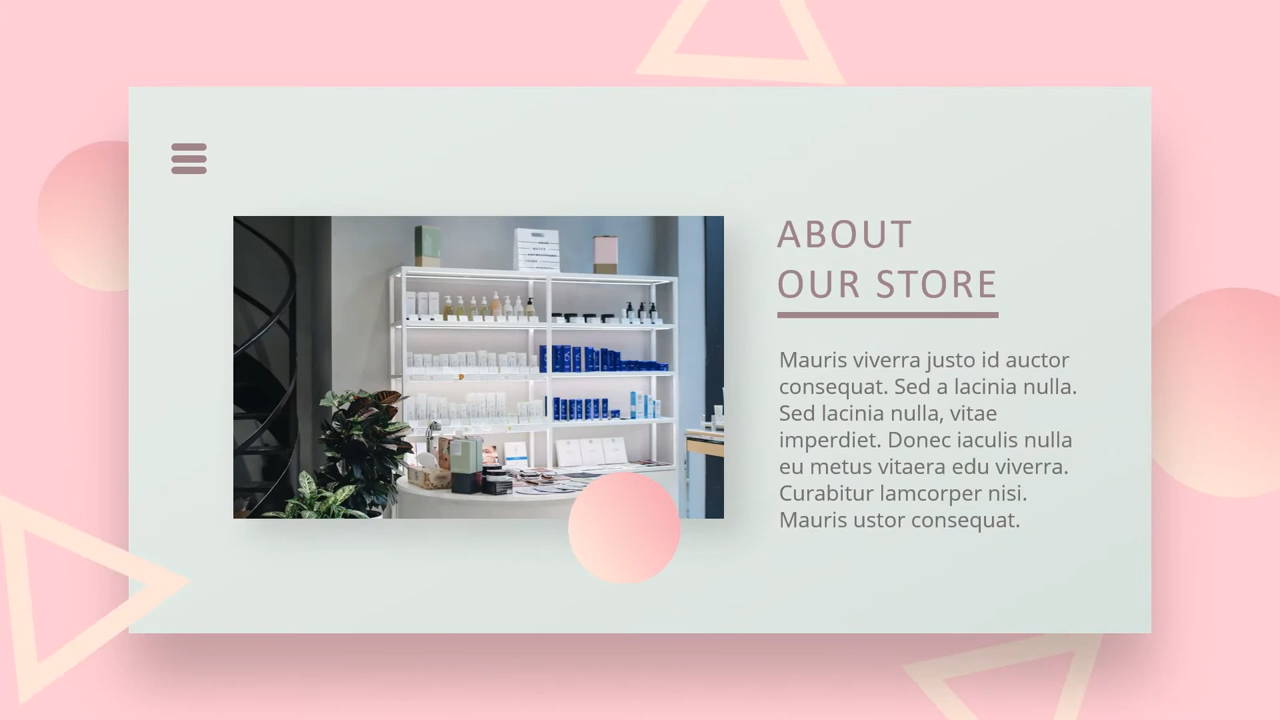 ABOUT
OUR STORE
Mauris viverra justo id auctor
consequat. Sed a lacinia nulla.
Sed lacinia nulla, vitae
imperdiet. Donec iaculis nulla
eu metus vitaera edu viverra.
Curabitur lamcorper nisi.
Mauris ustor consequat.